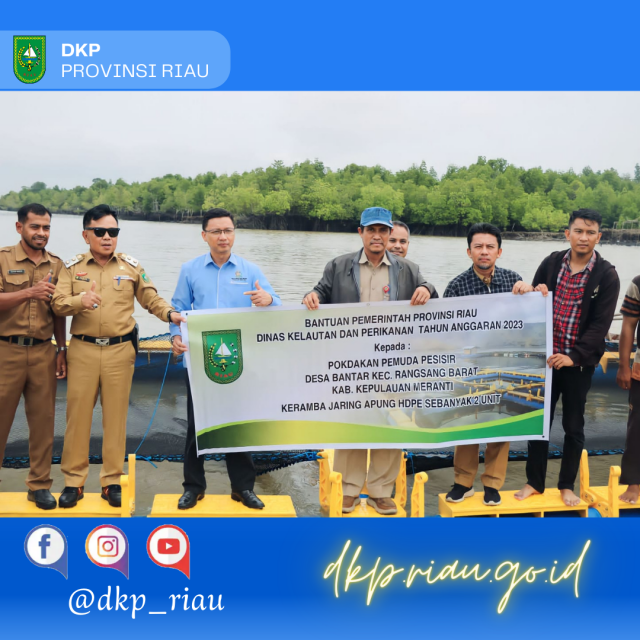 DKP
PROVINSI RIAU
BANTUAN PEMERINTAH PROVINSI RIAU
DINAS KELAUTAN DAN PERIKANAN TAHUN ANGGARAN 2023
Kepada :
POKDAKAN PEMUDA PESISIR
DESA BANTAR KEC. RANGSANG BARAT
KAB. KEPULAUAN MERANTI
KERAMBA JARING APUNG HDPE SEBANYAK 2 UNIT
@dkp_riau
dkp.riau.go.id